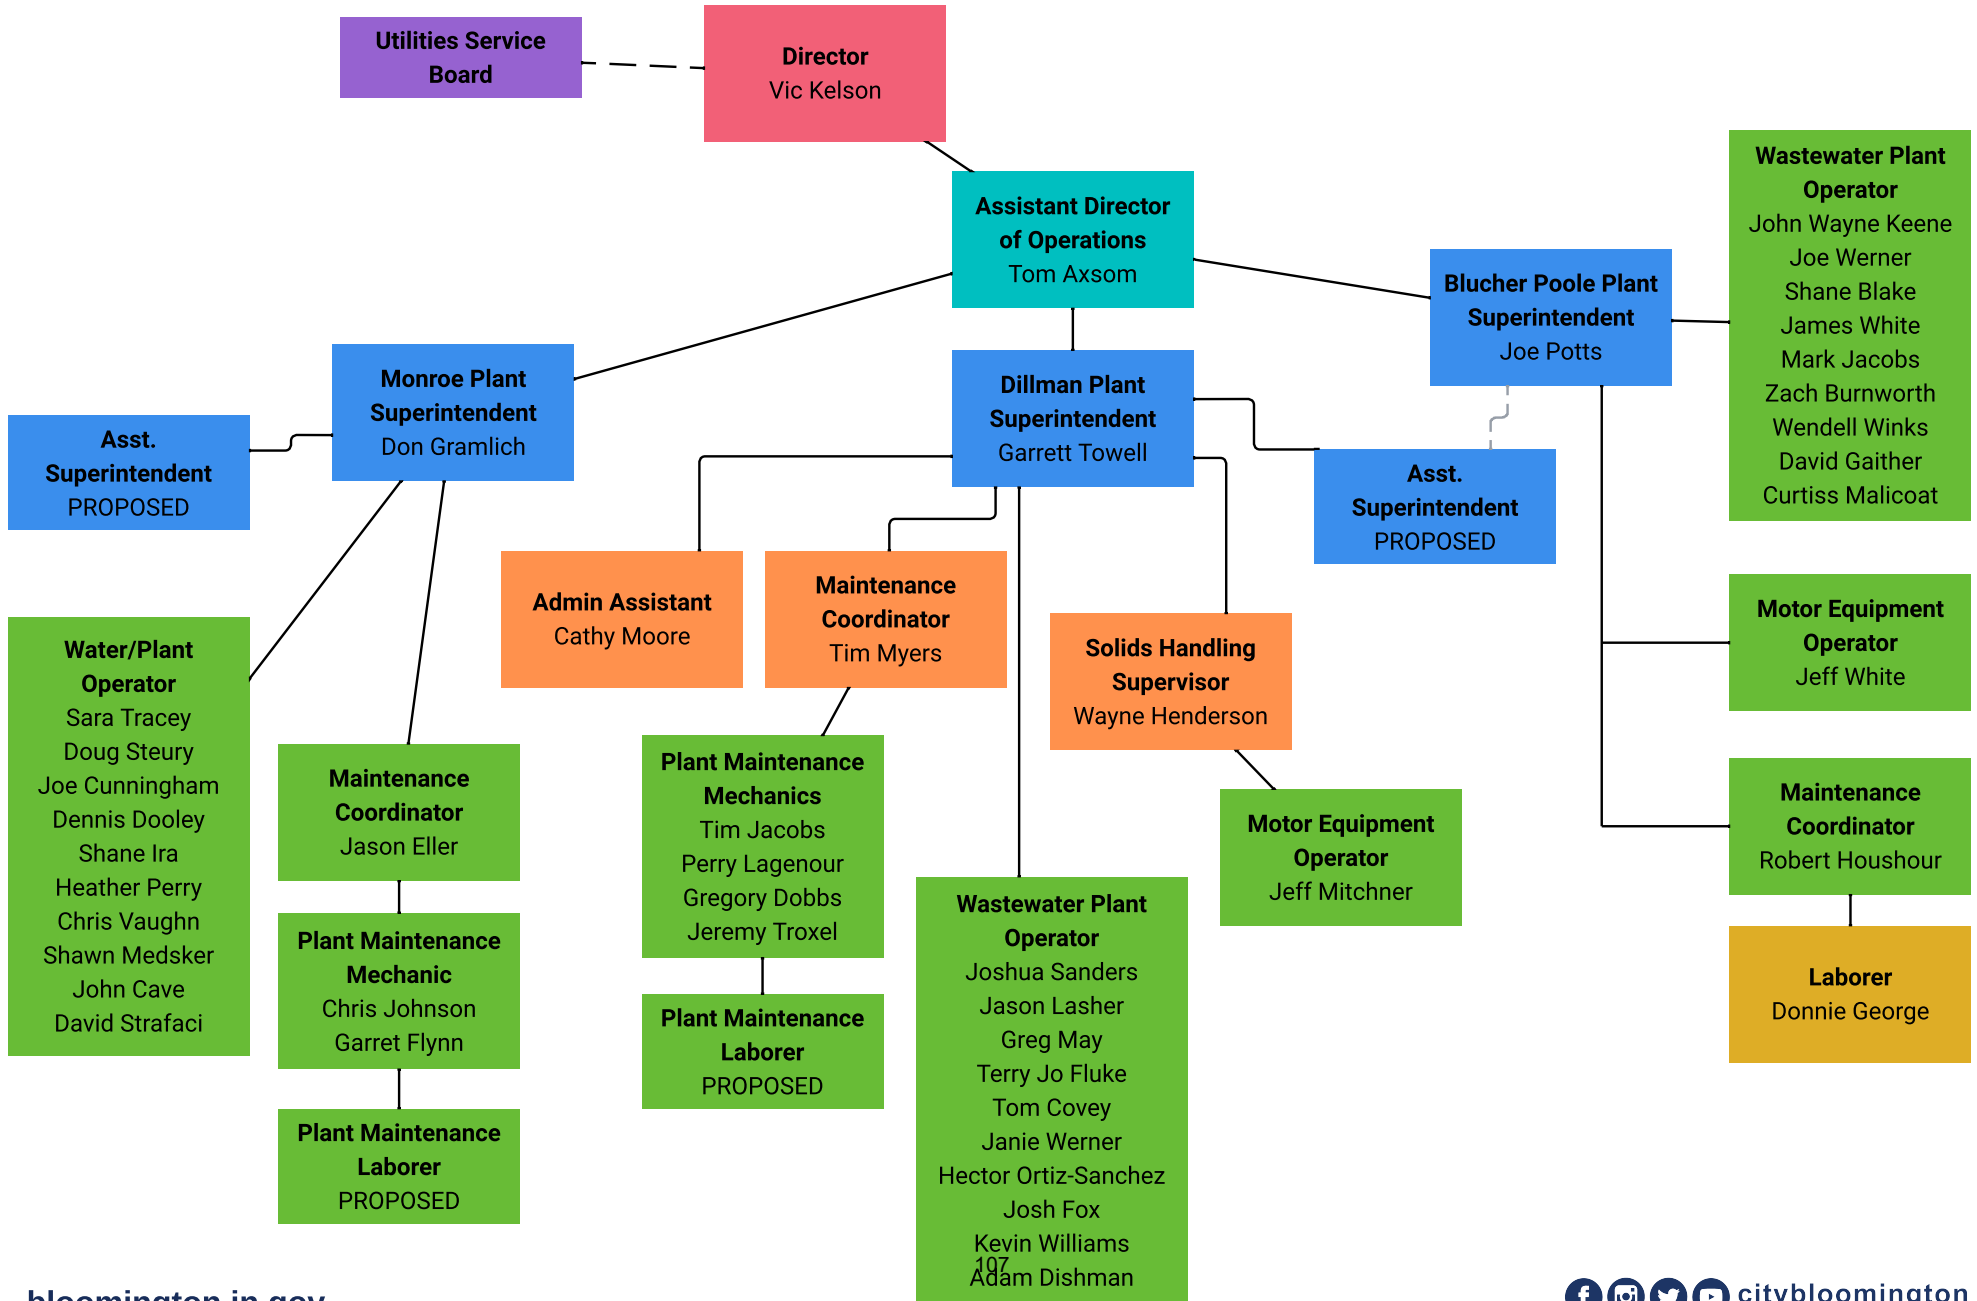 Utilities Service
Board
Director
Vic Kelson
Assistant Director
of Operations
Tom Axsom
Monroe Plant
Superintendent
Don Gramlich
Asst.
Superintendent
PROPOSED
Dillman Plant
Superintendent
Garrett Towell
Blucher Poole Plant
Superintendent
Joe Potts
Asst.
Superintendent
PROPOSED
Wastewater Plant
Operator
John Wayne Keene
Joe Werner
Shane Blake
James White
Mark Jacobs
Zach Burnworth
Wendell Winks
David Gaither
Curtiss Malicoat
Water/Plant
Operator
Sara Tracey
Doug Steury
Joe Cunningham
Dennis Dooley
Shane Ira
Heather Perry
Chris Vaughn
Shawn Medsker
John Cave
David Strafaci
Maintenance
Coordinator
Jason Eller
Plant Maintenance
Mechanic
Chris Johnson
Garret Flynn
Plant Maintenance
Laborer
PROPOSED
Admin Assistant
Cathy Moore
Maintenance
Coordinator
Tim Myers
Plant Maintenance
Mechanics
Tim Jacobs
Perry Lagenour
Gregory Dobbs
Jeremy Troxel
Plant Maintenance
Laborer
PROPOSED
Wastewater Plant
Operator
Joshua Sanders
Jason Lasher
Greg May
Terry Jo Fluke
Tom Covey
Janie Werner
Hector Ortiz-Sanchez
Josh Fox
Kevin Williams
107
Adam Dishman
Solids Handling
Supervisor
Wayne Henderson
Motor Equipment
Operator
Jeff Mitchner
Motor Equipment
Operator
Jeff White
Maintenance
Coordinator
Robert Houshour
Laborer
Donnie George
bloomington.in.gov
citybloomington